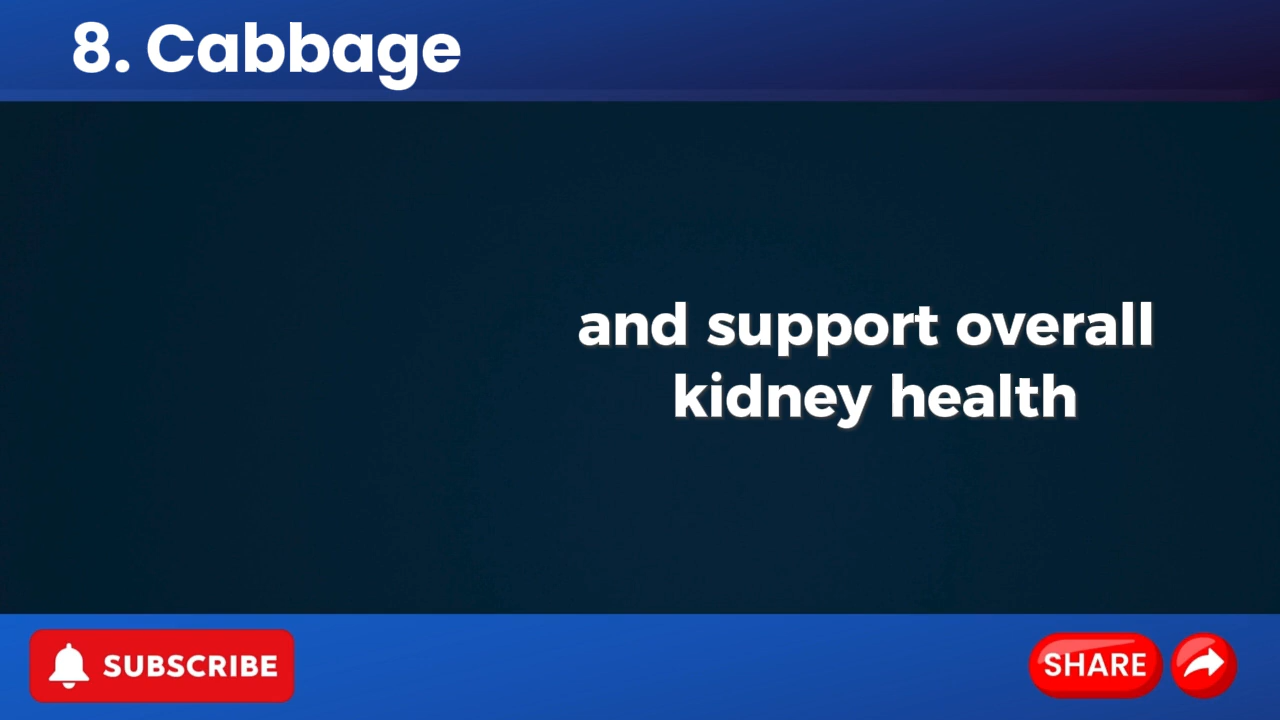 8. Cabbage
and support overall
kidney health
SUBSCRIBE
SHARE